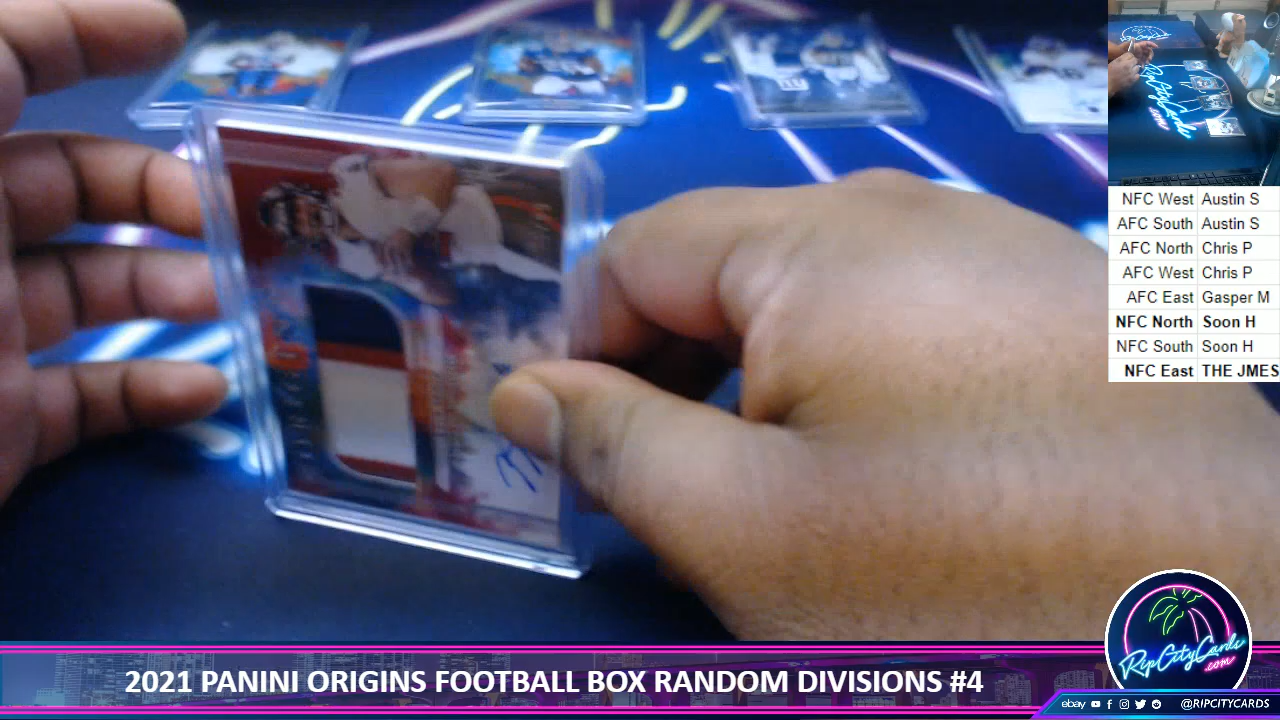 NFC West Austin S
AFC South Austin S
AFC North Chris P
AFC West Chris P
AFC East Gasper M
NFC North Soon H
NFC South Soon H
NFC East THE JMES
RipCityCards
.com
2021 PANINI ORIGINS FOOTBALL BOX RANDOM DIVISIONS #4
ebay @RIPCITYCARDS